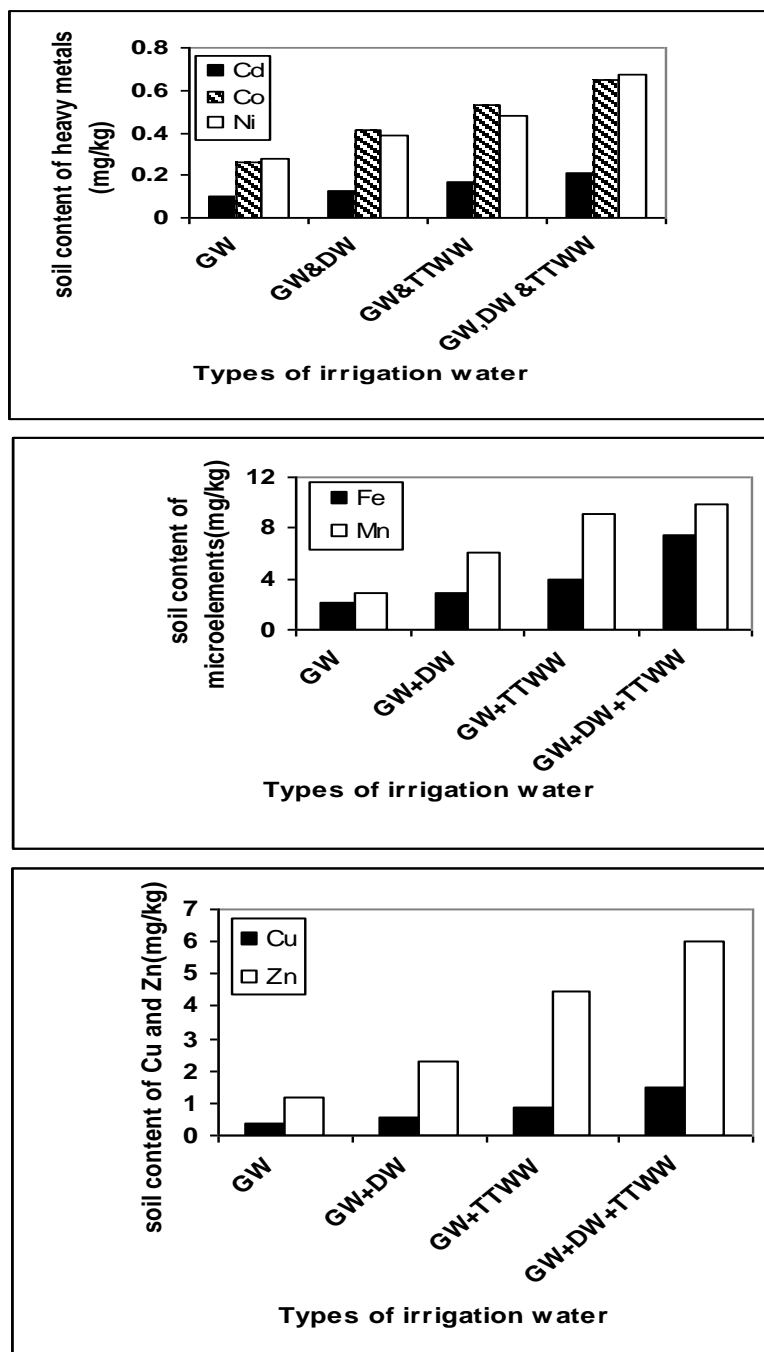 soil content of heavy metals
(mg/kg)
0.8
0.6
0.4
0.2
0
Cd
Co
Ni
GW
GW&DW
GW&TTWW
GW,DW &TTWW
Types of irrigation water
soil content of
microelements(mg/kg)
12
8
4
0
Fe
Mn
GW
GW+DW
GW+TTWW
GW+DW+TTWW
Types of irrigation water
soil content of Cu and Zn(mg/kg)
7
6
5
4
3
2
1
0
Cu
Zn
GW
GW+DW
GW+TTWW
GW+DW+TTWW
Types of irrigation water